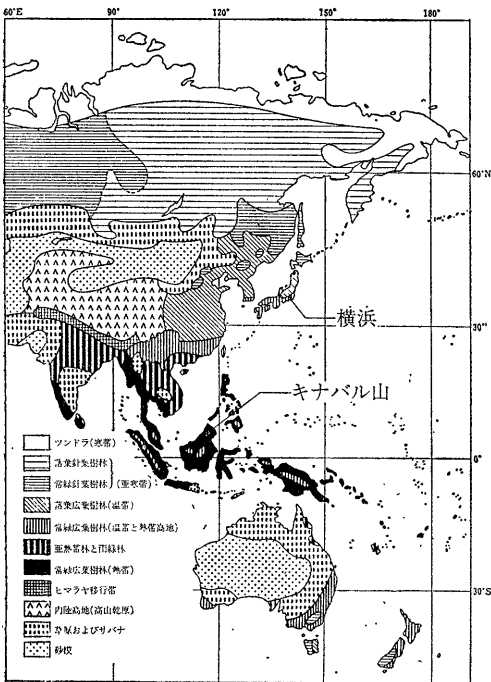 60°E 90° 120° 150° 180°
60°N
横浜
30°
キナバル山
0°
ツンドラ(寒帯)
落葉針葉樹林
常緑針葉樹林 (亜寒帯)
落葉広葉樹林(温帯)
常緑広葉樹林(温帯と熱帯高地)
亜熱帯林と雨緑林
常緑広葉樹林(熱帯)
ヒマラヤ移行帯
内陸高地(高山乾原)
草原およびサバナ
砂漠
30°S